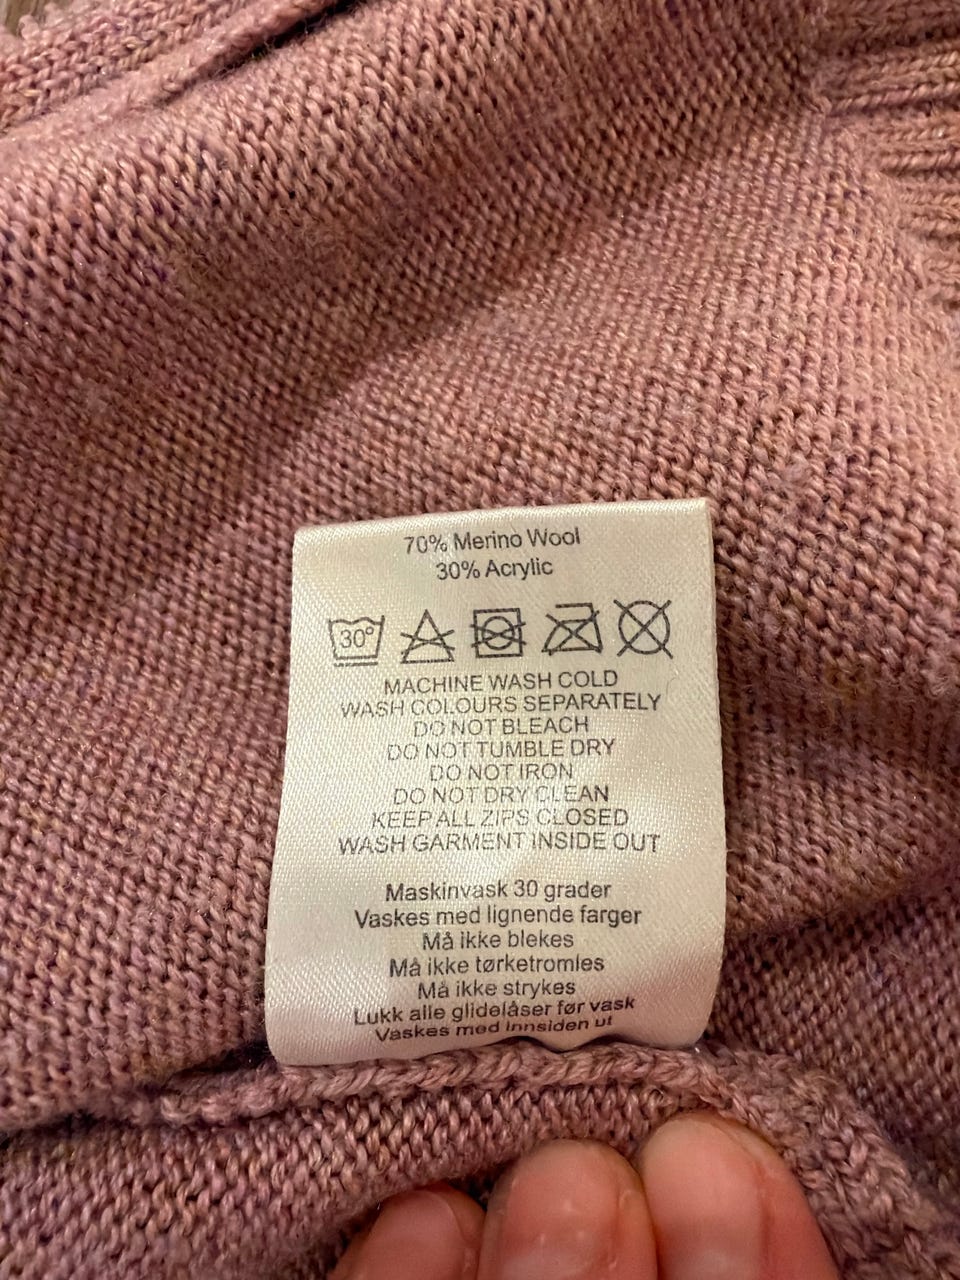 70% Merino Wool
30% Acrylic
30°
MACHINE WASH COLD
WASH COLOURS SEPARATELY
DO NOT BLEACH
DO NOT TUMBLE DRY
DO NOT IRON
DO NOT DRY CLEAN
KEEP ALL ZIPS CLOSED
WASH GARMENT INSIDE OUT
Maskinvask 30 grader
Vaskes med lignende farger
Må ikke blekes
Må ikke tørketromles
Må ikke strykes
Lukk alle glidelåser før vask
Vaskes med innsiden ut